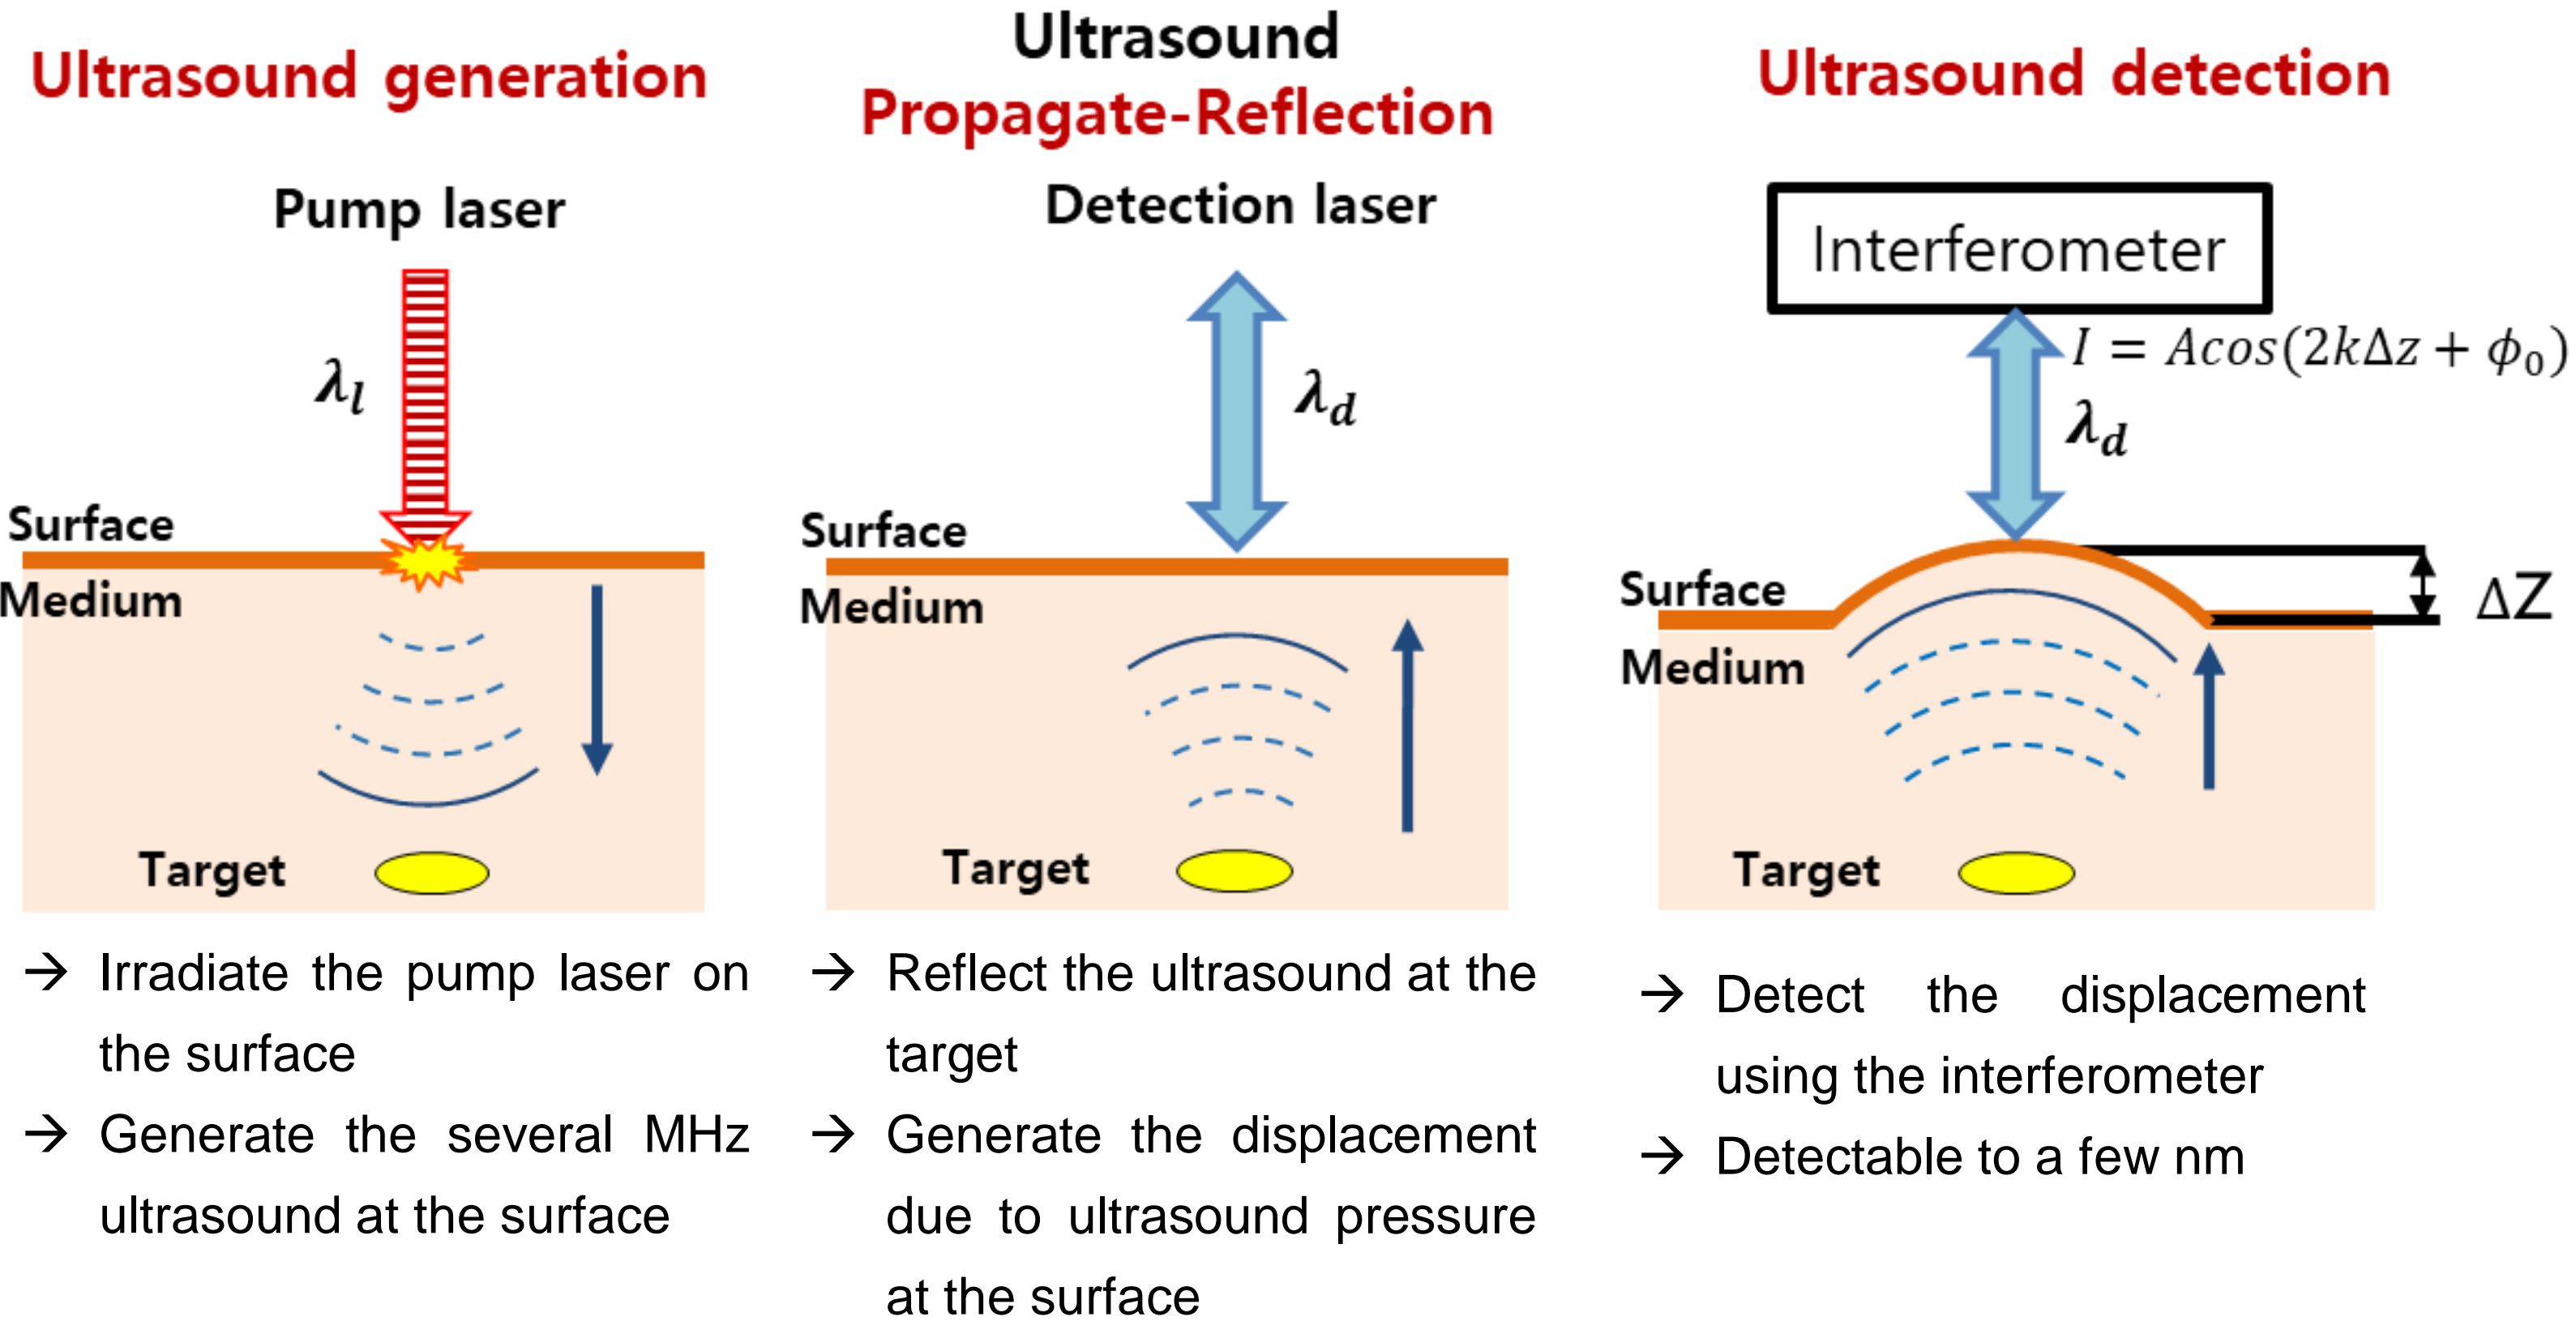 Ultrasound generation
Pump laser
λ_l
Surface
Medium
Target
→ Irradiate the pump laser on
the surface
→ Generate the several MHz
ultrasound at the surface
Ultrasound
Propagate-Reflection
Detection laser
λ_d
Surface
Medium
Target
→ Reflect the ultrasound at the
target
→ Generate the displacement
due to ultrasound pressure
at the surface
Ultrasound detection
Interferometer
I = Acos(2kΔz + ϕ₀)
λ_d
Surface
ΔZ
Medium
Target
→ Detect the displacement
using the interferometer
→ Detectable to a few nm